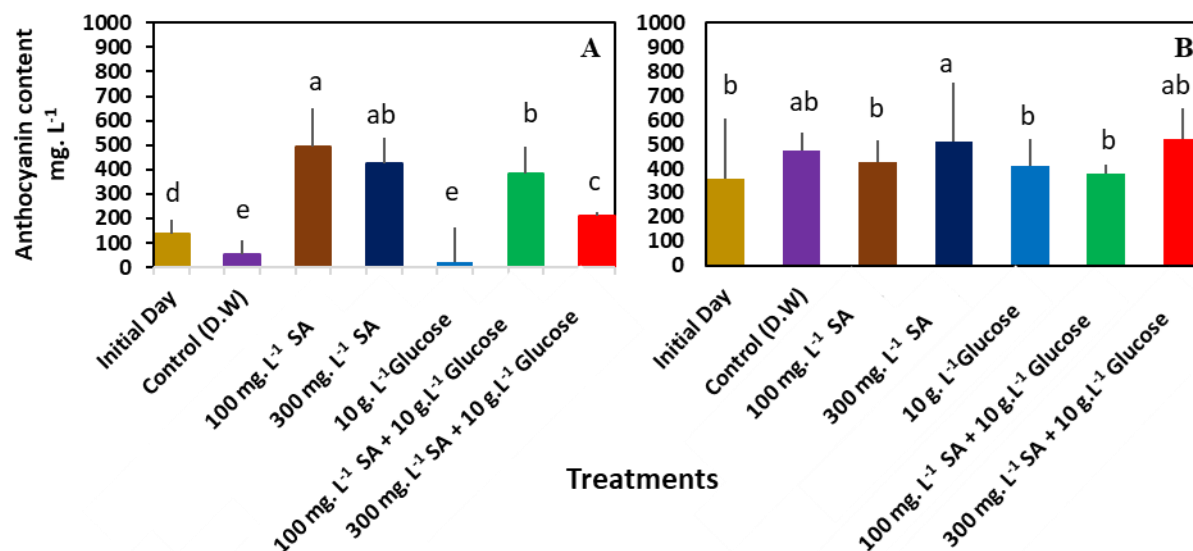 Anthocyanin content
mg. L⁻¹
1000
900
800
700
600
500
400
300
200
100
0
A
d
e
a
ab
e
b
c
Initial Day
Control (D.W)
100 mg. L⁻¹ SA
300 mg. L⁻¹ SA
10 g. L⁻¹Glucose
100 mg. L⁻¹ SA + 10 g.L⁻¹ Glucose
300 mg. L⁻¹ SA + 10 g.L⁻¹ Glucose
1000
900
800
700
600
500
400
300
200
100
0
B
b
ab
b
a
b
b
ab
Initial Day
Control (D.W)
100 mg. L⁻¹ SA
300 mg. L⁻¹ SA
10 g. L⁻¹Glucose
100 mg. L⁻¹ SA + 10 g.L⁻¹ Glucose
300 mg. L⁻¹ SA + 10 g.L⁻¹ Glucose
Treatments